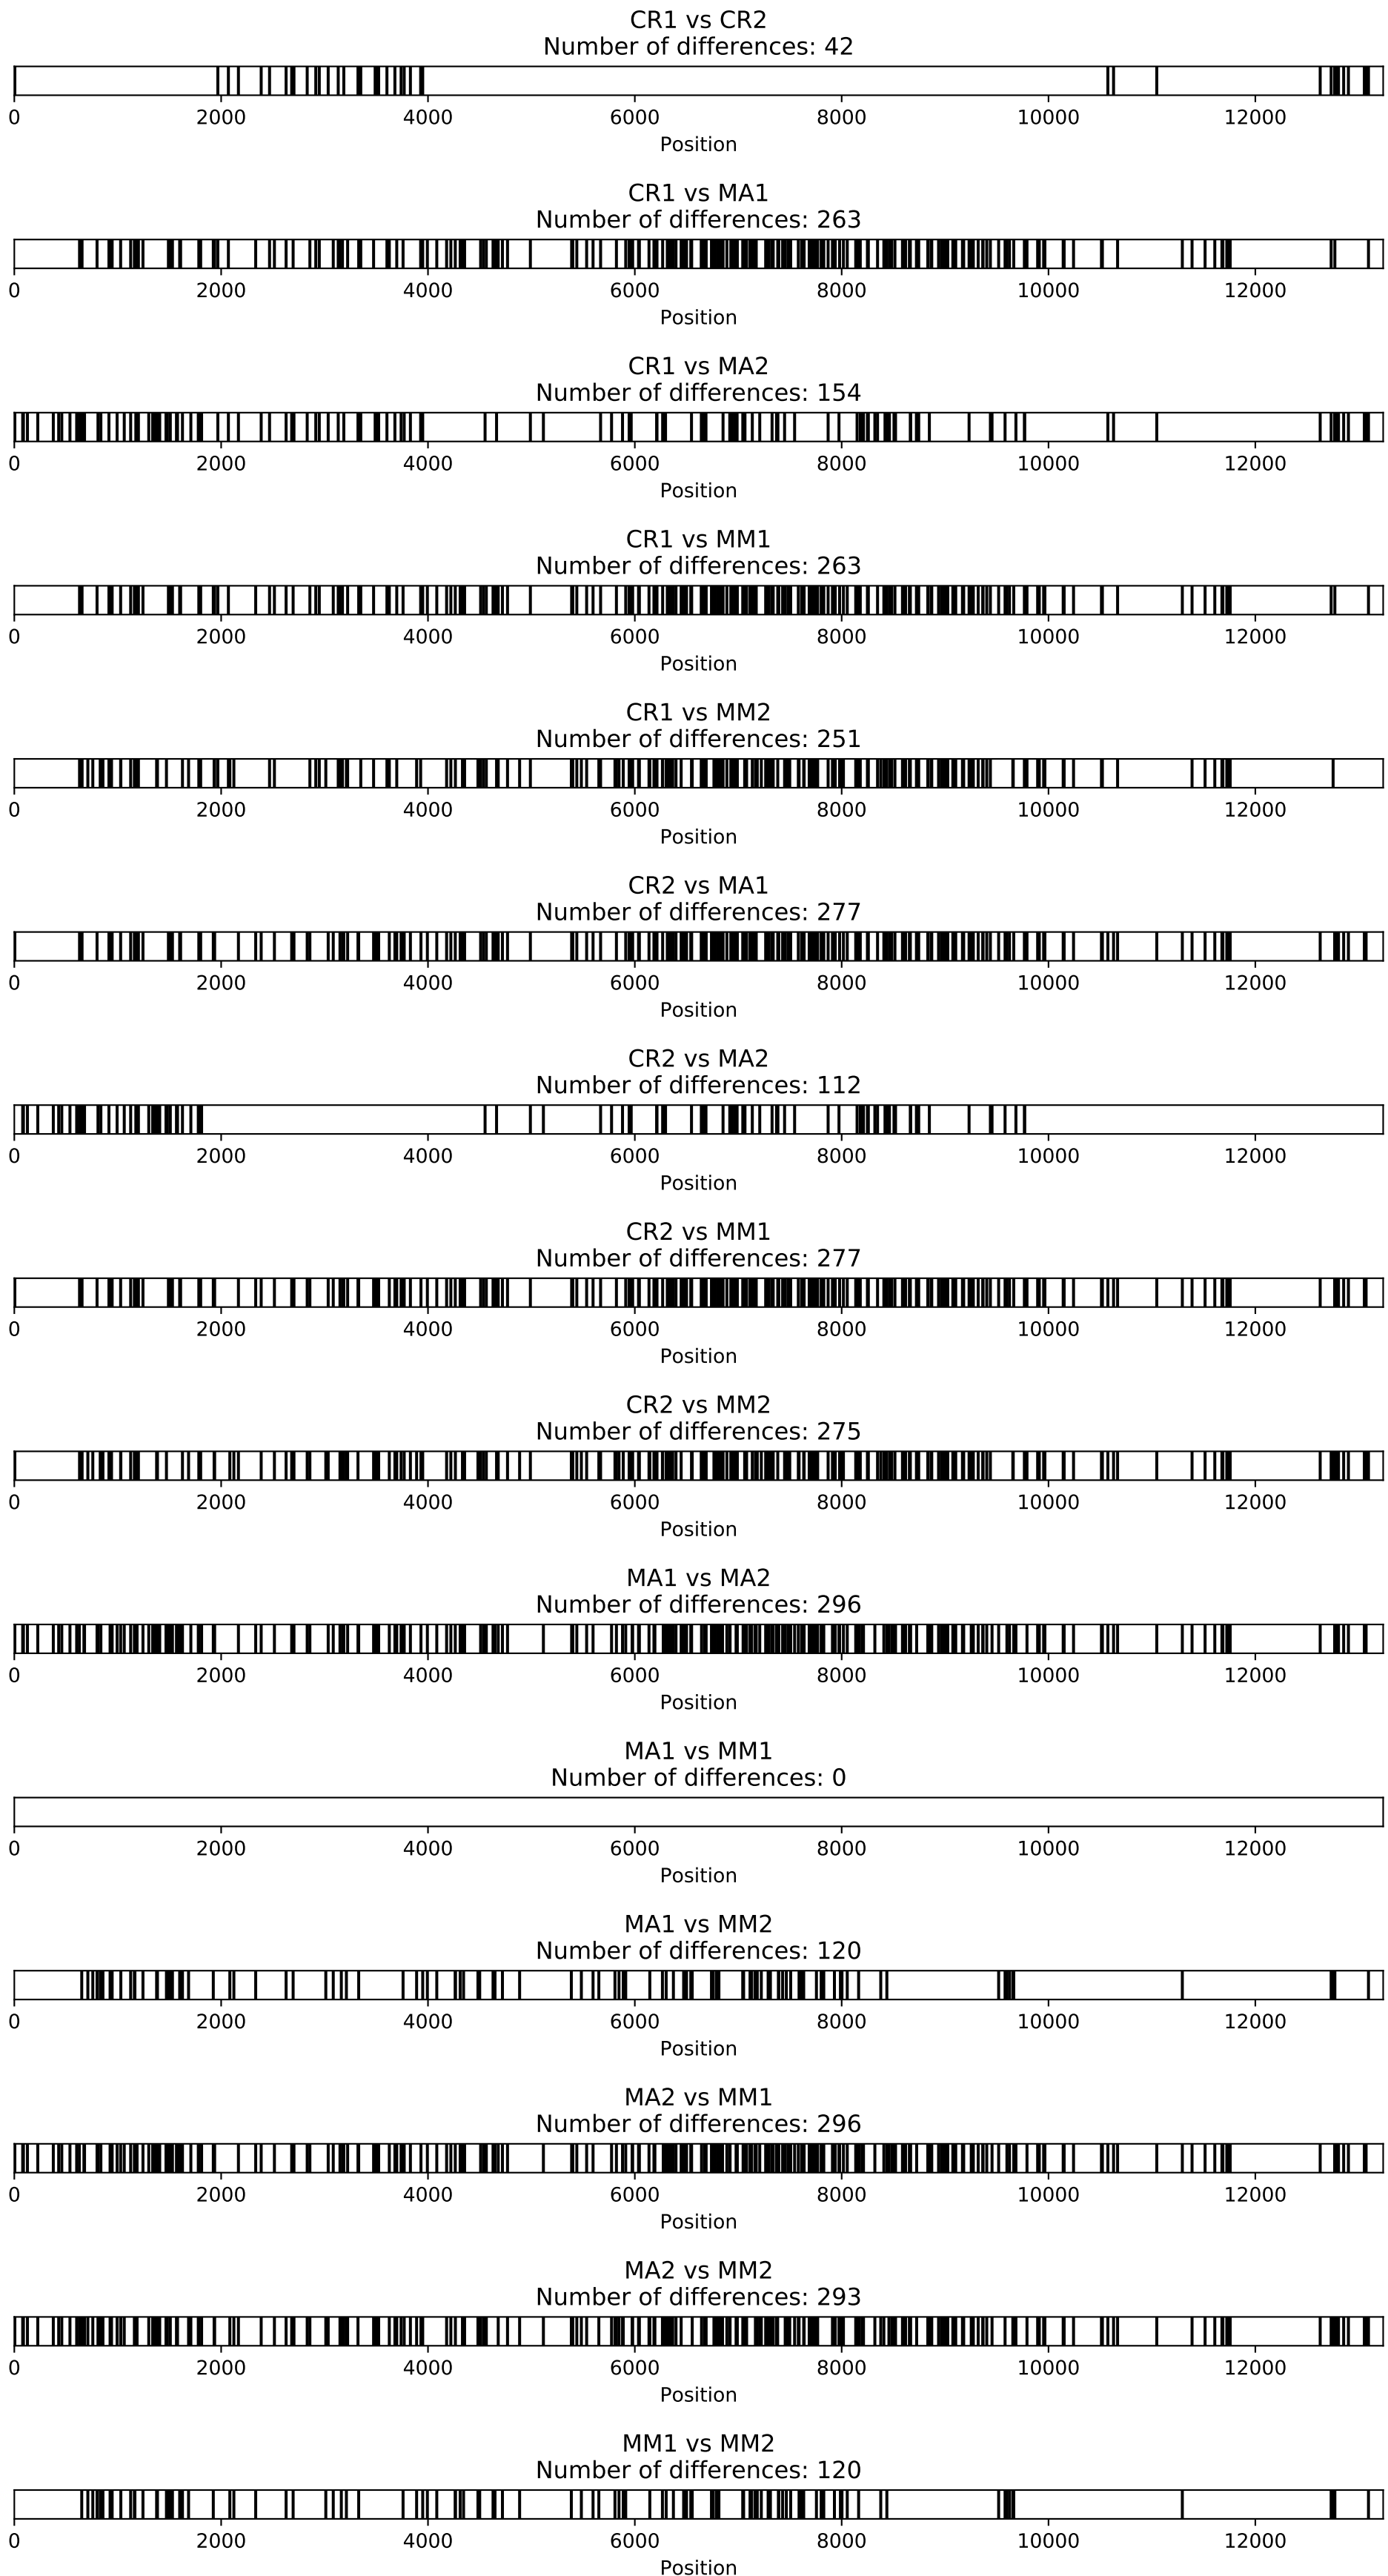 CR1 vs CR2
Number of differences: 42
0 2000 4000 6000 8000 10000 12000
Position
CR1 vs MA1
Number of differences: 263
0 2000 4000 6000 8000 10000 12000
Position
CR1 vs MA2
Number of differences: 154
0 2000 4000 6000 8000 10000 12000
Position
CR1 vs MM1
Number of differences: 263
0 2000 4000 6000 8000 10000 12000
Position
CR1 vs MM2
Number of differences: 251
0 2000 4000 6000 8000 10000 12000
Position
CR2 vs MA1
Number of differences: 277
0 2000 4000 6000 8000 10000 12000
Position
CR2 vs MA2
Number of differences: 112
0 2000 4000 6000 8000 10000 12000
Position
CR2 vs MM1
Number of differences: 277
0 2000 4000 6000 8000 10000 12000
Position
CR2 vs MM2
Number of differences: 275
0 2000 4000 6000 8000 10000 12000
Position
MA1 vs MA2
Number of differences: 296
0 2000 4000 6000 8000 10000 12000
Position
MA1 vs MM1
Number of differences: 0
0 2000 4000 6000 8000 10000 12000
Position
MA1 vs MM2
Number of differences: 120
0 2000 4000 6000 8000 10000 12000
Position
MA2 vs MM1
Number of differences: 296
0 2000 4000 6000 8000 10000 12000
Position
MA2 vs MM2
Number of differences: 293
0 2000 4000 6000 8000 10000 12000
Position
MM1 vs MM2
Number of differences: 120
0 2000 4000 6000 8000 10000 12000
Position